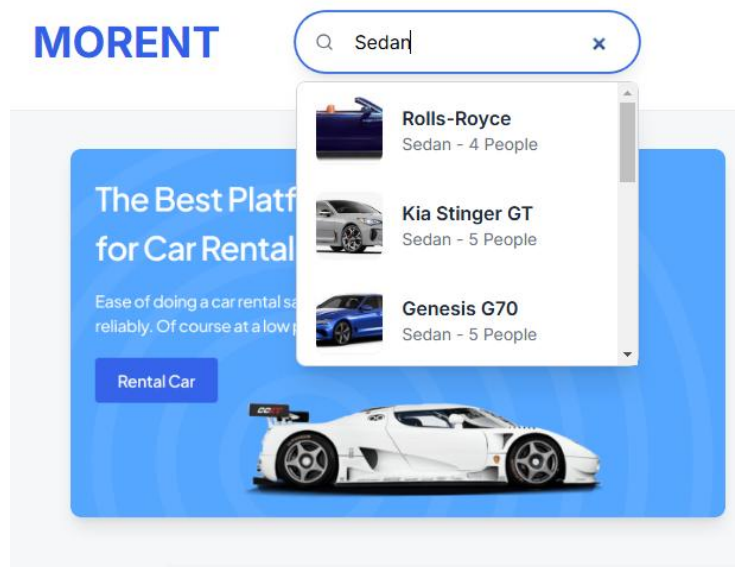 MORENT
Sedan
Rolls-Royce
Sedan - 4 People
Kia Stinger GT
Sedan - 5 People
Genesis G70
Sedan - 5 People
The Best Platf
for Car Rental
Ease of doing a car rental sa
reliably. Of course at a low p
Rental Car